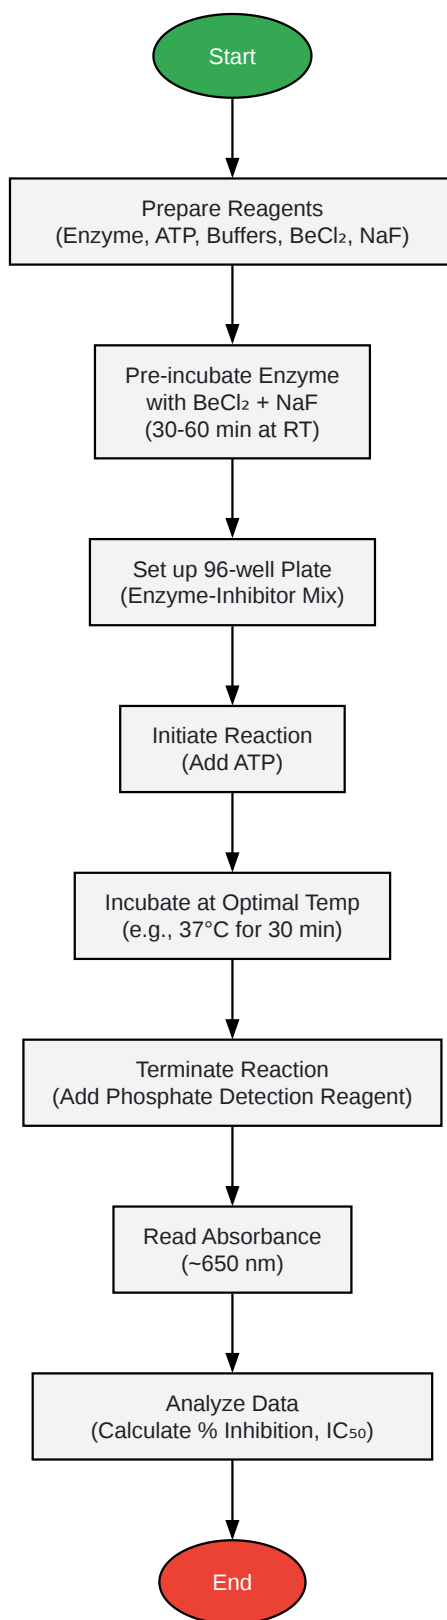 Start
Prepare Reagents
(Enzyme, ATP, Buffers, BeCl₂, NaF)
Pre-incubate Enzyme
with BeCl₂ + NaF
(30-60 min at RT)
Set up 96-well Plate
(Enzyme-Inhibitor Mix)
Initiate Reaction
(Add ATP)
Incubate at Optimal Temp
(e.g., 37°C for 30 min)
Terminate Reaction
(Add Phosphate Detection Reagent)
Read Absorbance
(~650 nm)
Analyze Data
(Calculate % Inhibition, IC₅₀)
End